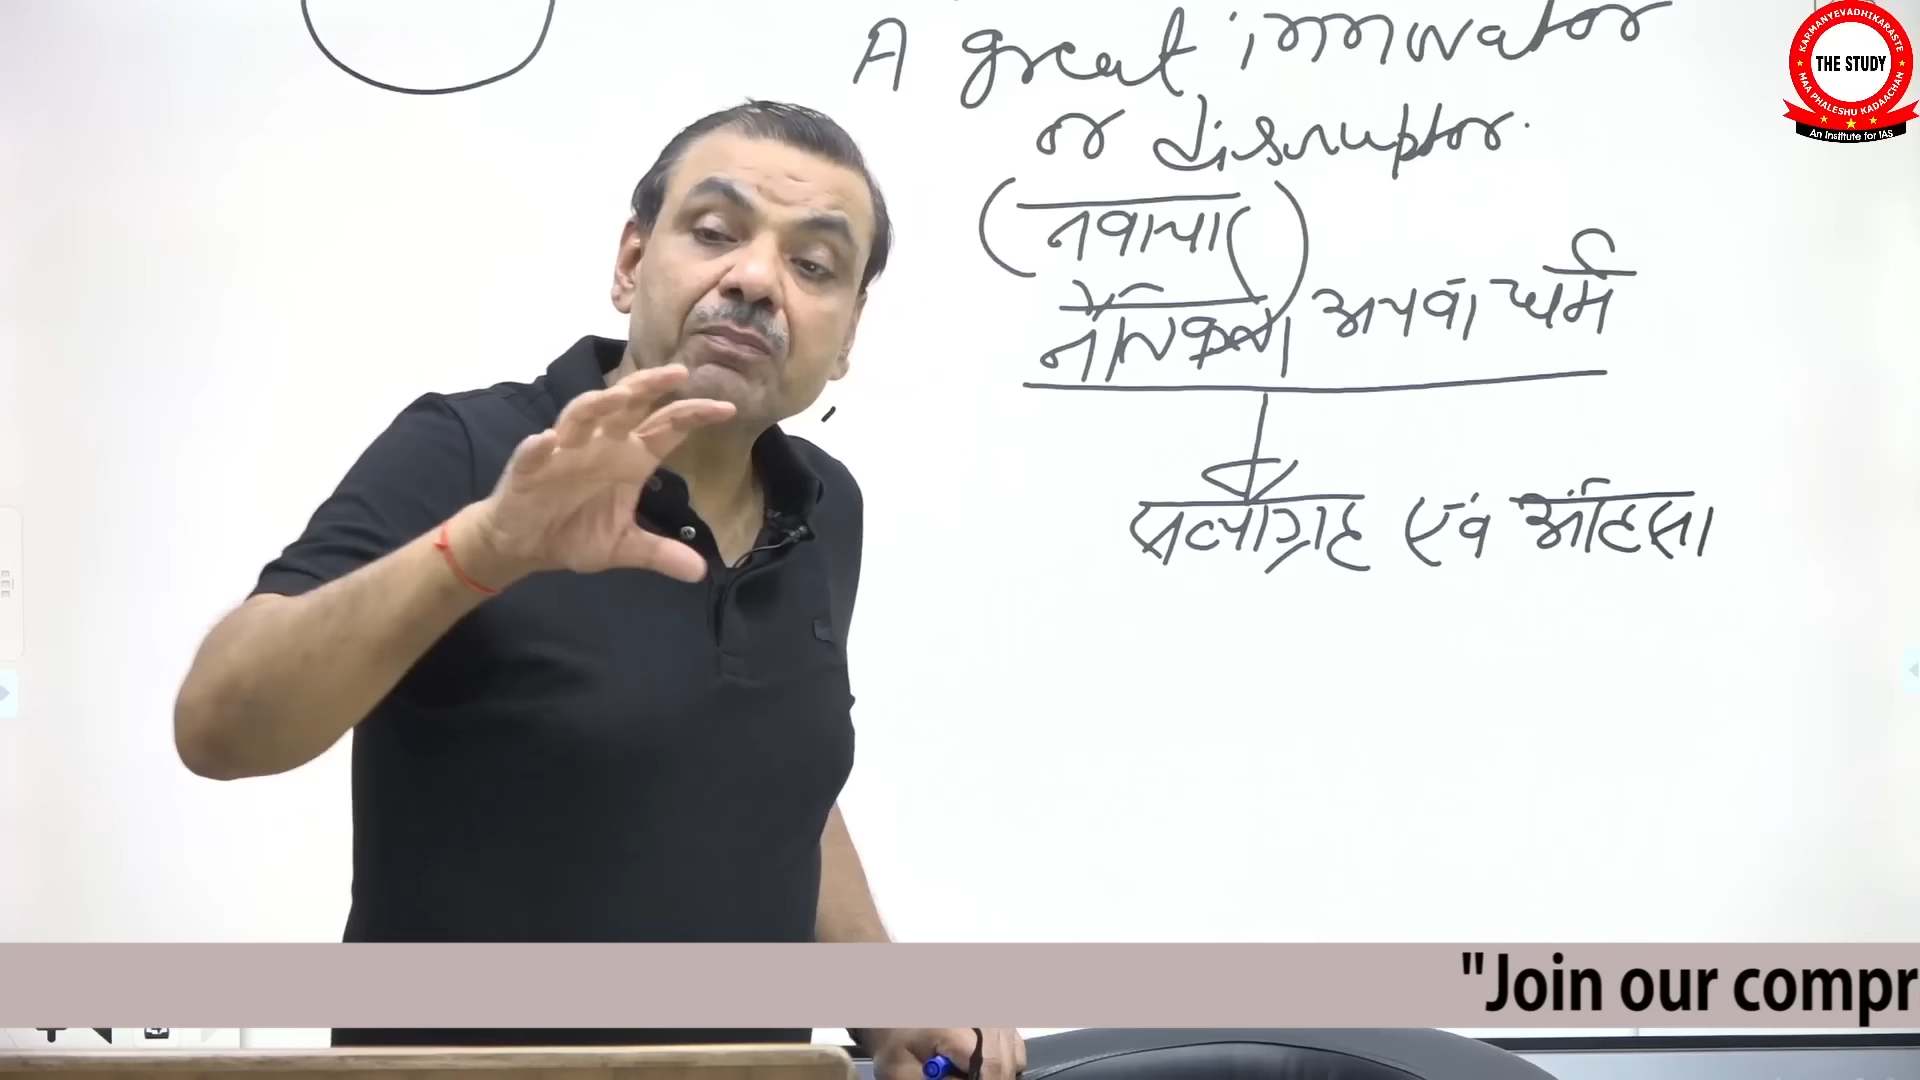 A great innovator
or disruptor.
(नवाचार)
नैतिकता अथवा धर्म
सत्याग्रह एवं अहिंसा
KARMANYEVADHIKARASTE
THE STUDY
MAA PHALESHU KADAACHAN
An Institute for IAS
"Join our compr